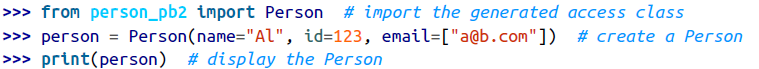 >>> from person_pb2 import Person  # import the generated access class
>>> person = Person(name="Al", id=123, email=["a@b.com"])  # create a Person
>>> print(person)  # display the Person